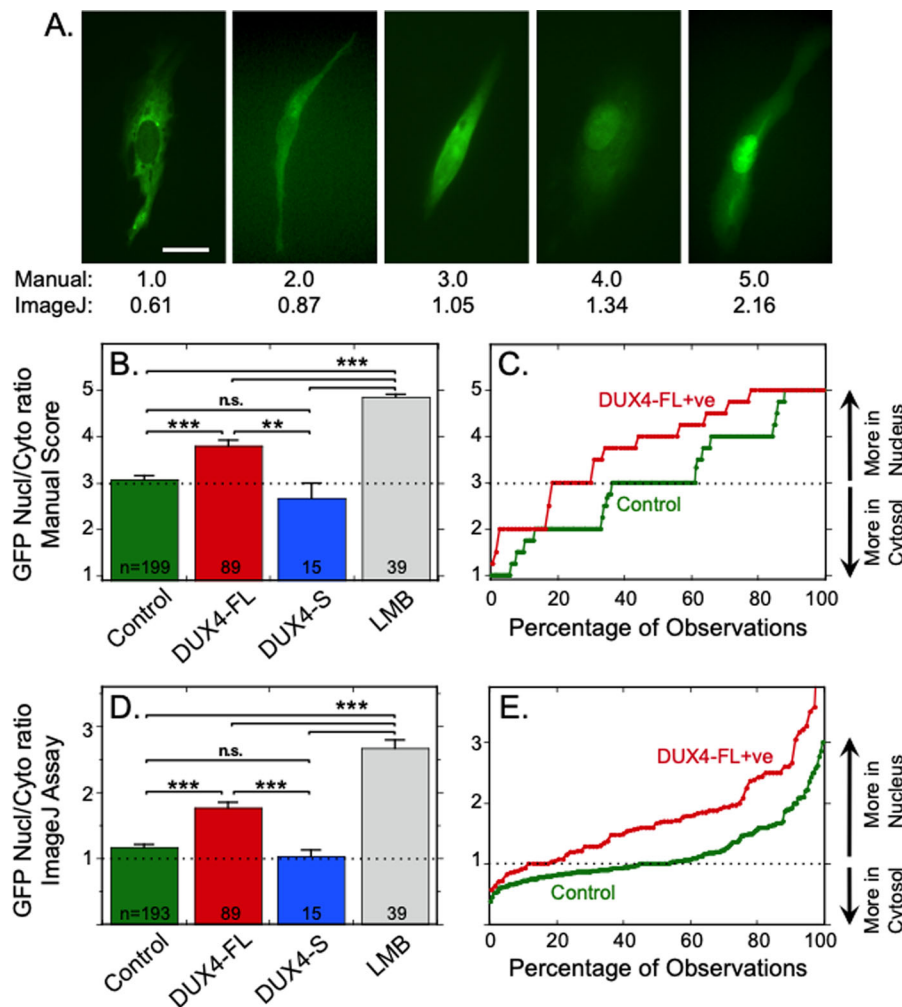 A.
Manual: 1.0 2.0 3.0 4.0 5.0
ImageJ: 0.61 0.87 1.05 1.34 2.16
B.
GFP Nucl/Cyto ratio
Manual Score
5
4
3
2
1
***
n.s.
*** **
n=199 89 15 39
Control DUX4-FL DUX4-S LMB
C.
5
4
3
2
1
DUX4-FL+ve
Control
0 20 40 60 80 100
Percentage of Observations
More in
Nucleus
More in
Cytosol
D.
GFP Nucl/Cyto ratio
ImageJ Assay
3
2
1
***
n.s.
*** ***
n=193 89 15 39
Control DUX4-FL DUX4-S LMB
E.
3
2
1
DUX4-FL+ve
Control
0 20 40 60 80 100
Percentage of Observations
More in
Nucleus
More in
Cytosol